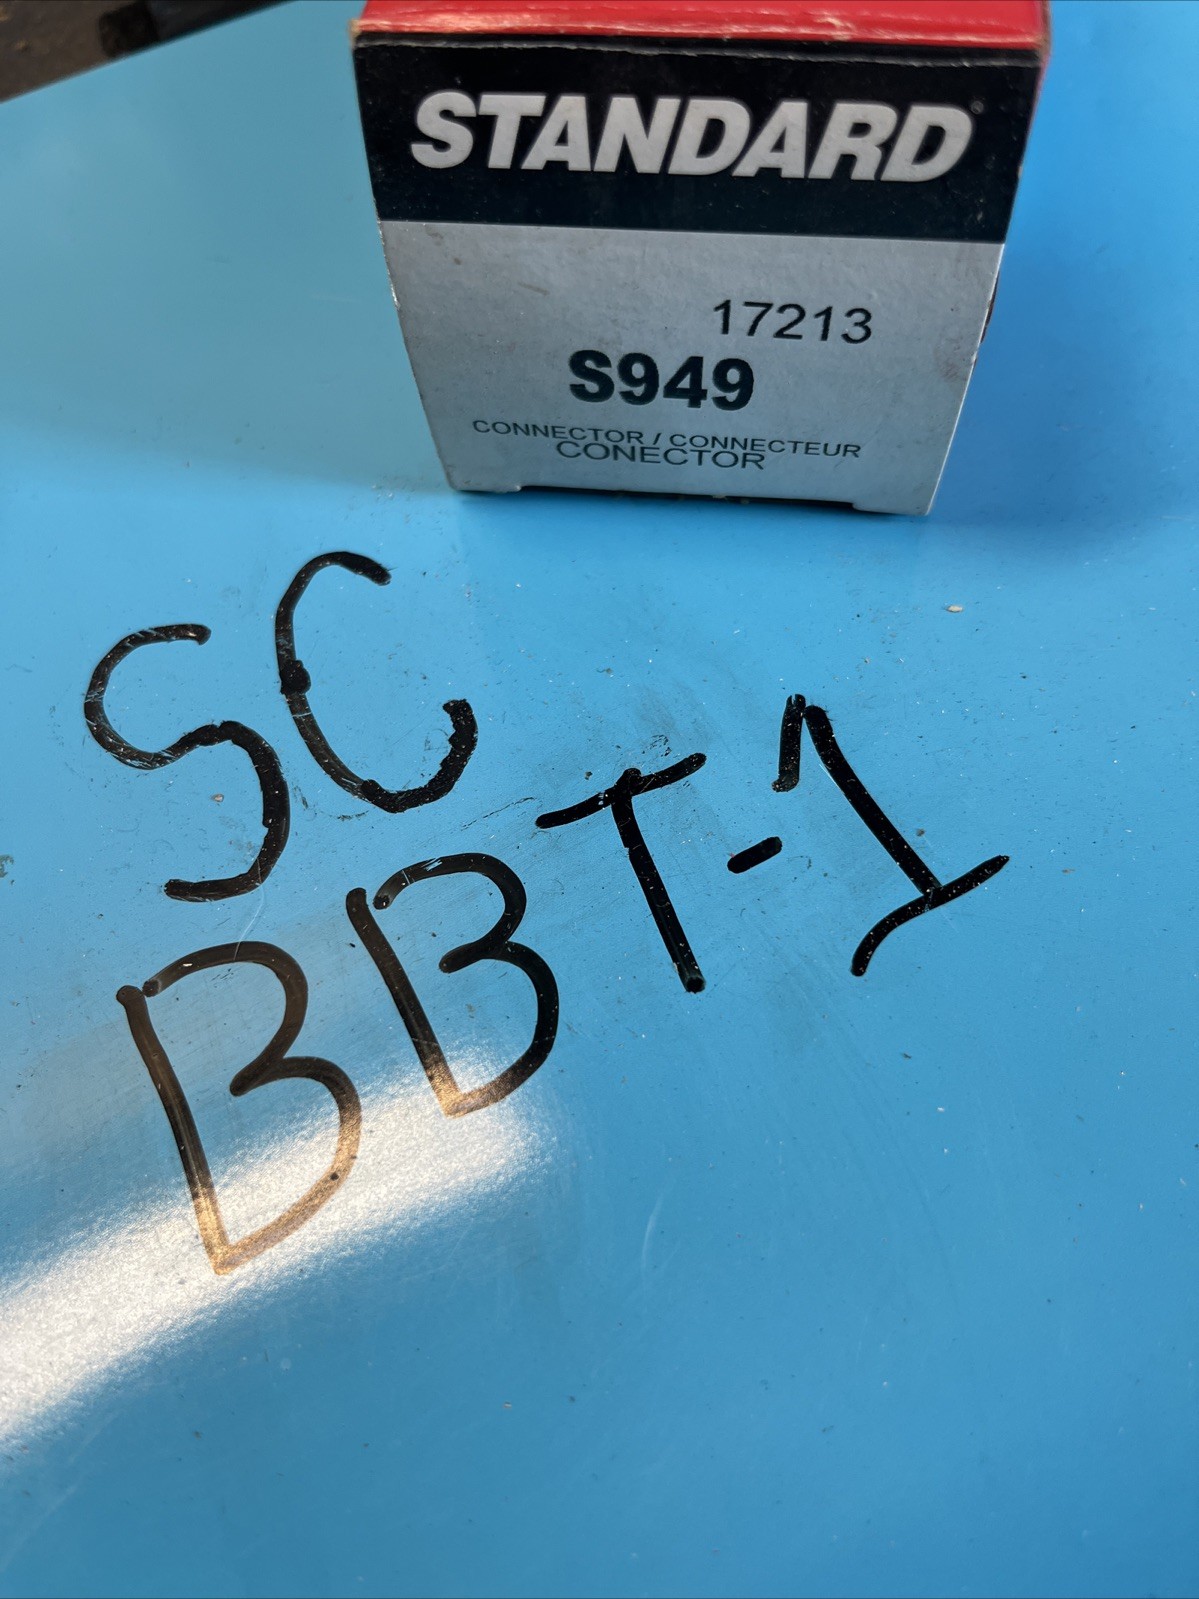 STANDARD®
17213
S949
CONNECTOR / CONNECTEUR
CONECTOR
SC
BBT-1